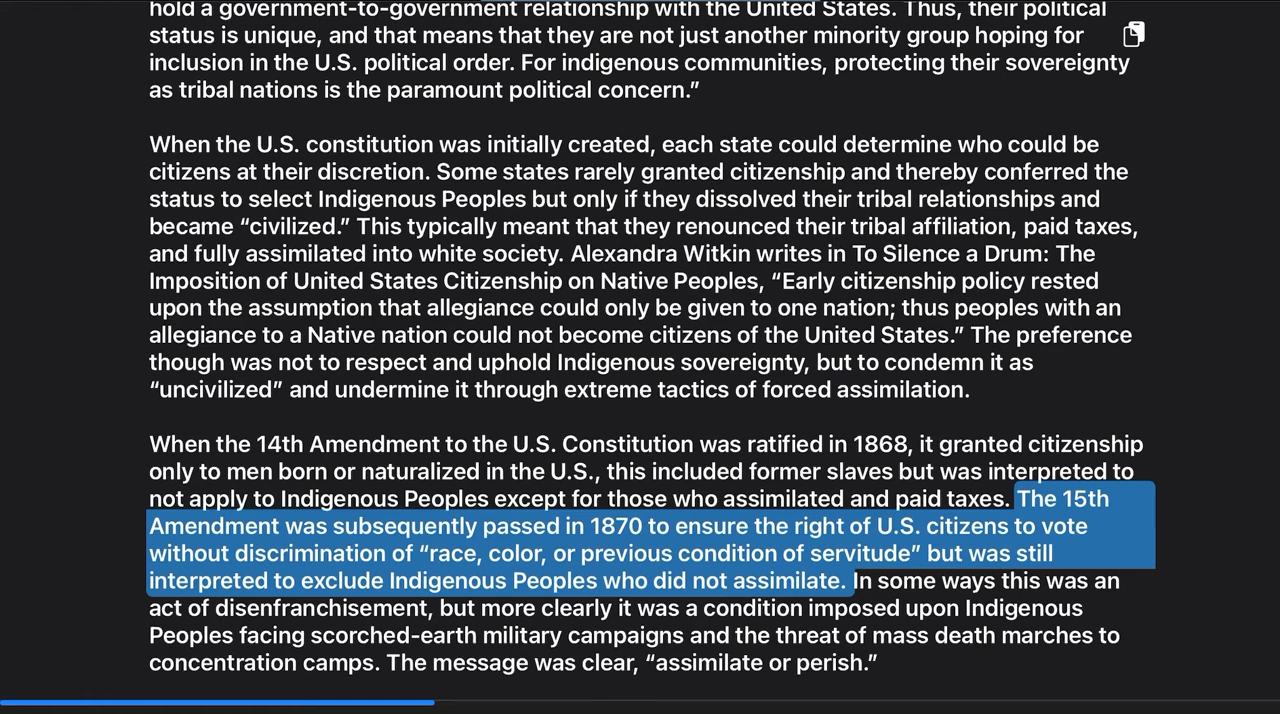 hold a government-to-government relationship with the United States. Thus, their political
status is unique, and that means that they are not just another minority group hoping for
inclusion in the U.S. political order. For indigenous communities, protecting their sovereignty
as tribal nations is the paramount political concern.”
When the U.S. constitution was initially created, each state could determine who could be
citizens at their discretion. Some states rarely granted citizenship and thereby conferred the
status to select Indigenous Peoples but only if they dissolved their tribal relationships and
became “civilized.” This typically meant that they renounced their tribal affiliation, paid taxes,
and fully assimilated into white society. Alexandra Witkin writes in To Silence a Drum: The
Imposition of United States Citizenship on Native Peoples, “Early citizenship policy rested
upon the assumption that allegiance could only be given to one nation; thus peoples with an
allegiance to a Native nation could not become citizens of the United States.” The preference
though was not to respect and uphold Indigenous sovereignty, but to condemn it as
“uncivilized” and undermine it through extreme tactics of forced assimilation.
When the 14th Amendment to the U.S. Constitution was ratified in 1868, it granted citizenship
only to men born or naturalized in the U.S., this included former slaves but was interpreted to
not apply to Indigenous Peoples except for those who assimilated and paid taxes. The 15th
Amendment was subsequently passed in 1870 to ensure the right of U.S. citizens to vote
without discrimination of “race, color, or previous condition of servitude” but was still
interpreted to exclude Indigenous Peoples who did not assimilate. In some ways this was an
act of disenfranchisement, but more clearly it was a condition imposed upon Indigenous
Peoples facing scorched-earth military campaigns and the threat of mass death marches to
concentration camps. The message was clear, “assimilate or perish.”